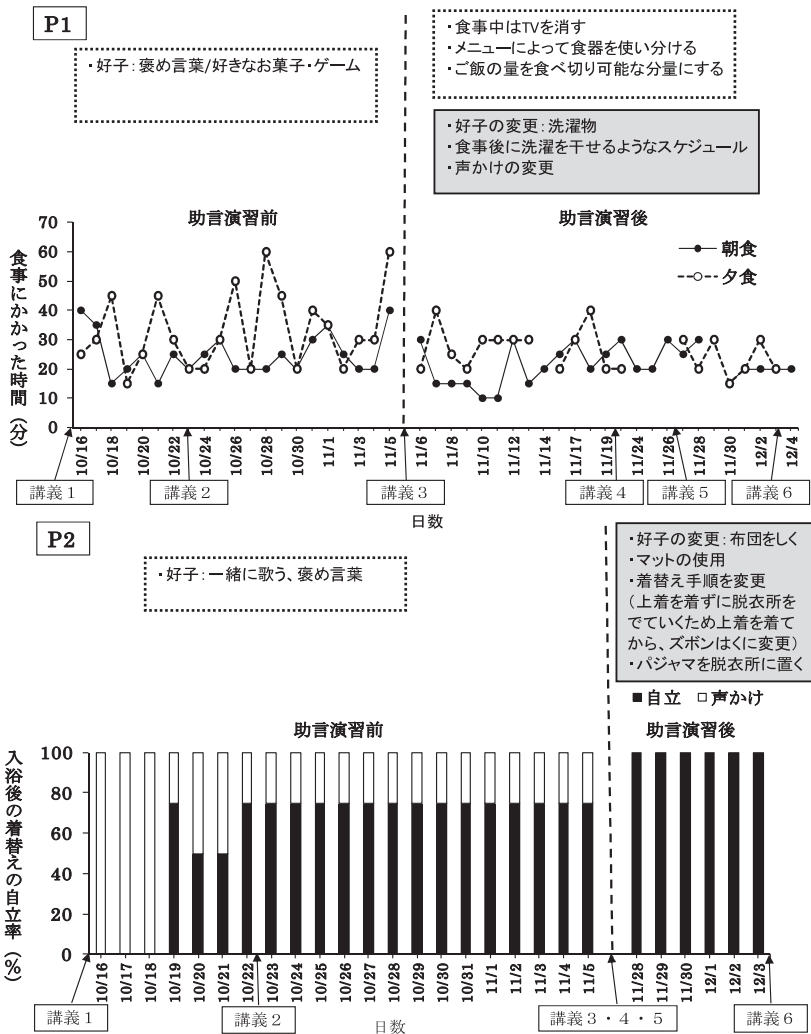 P1
・好子：褒め言葉/好きなお菓子・ゲーム
・食事中はTVを消す
・メニューによって食器を使い分ける
・ご飯の量を食べ切り可能な分量にする
・好子の変更：洗濯物
・食事後に洗濯を干せるようなスケジュール
・声かけの変更
助言演習前
助言演習後
朝食
夕食
食事にかかった時間（分）
70
60
50
40
30
20
10
0
10/16
10/18
10/20
10/22
10/24
10/26
10/28
10/30
11/1
11/3
11/5
11/6
11/8
11/10
11/12
11/14
11/17
11/19
11/24
11/26
11/28
11/30
12/2
12/4
講義１
講義２
講義３
講義４
講義５
講義６
日数
P2
・好子：一緒に歌う、褒め言葉
・好子の変更：布団をしく
・マットの使用
・着替え手順を変更
（上着を着ずに脱衣所を
でていくため上着を着て
から、ズボンはくに変更）
・パジャマを脱衣所に置く
■自立 □声かけ
助言演習前
助言演習後
入浴後の着替えの自立率（%）
100
80
60
40
20
0
10/16
10/17
10/18
10/19
10/20
10/21
10/22
10/23
10/24
10/25
10/26
10/27
10/28
10/29
10/30
10/31
11/1
11/2
11/3
11/4
11/5
11/28
11/29
11/30
12/1
12/2
12/3
講義１
講義２
講義３・４・５
講義６
日数